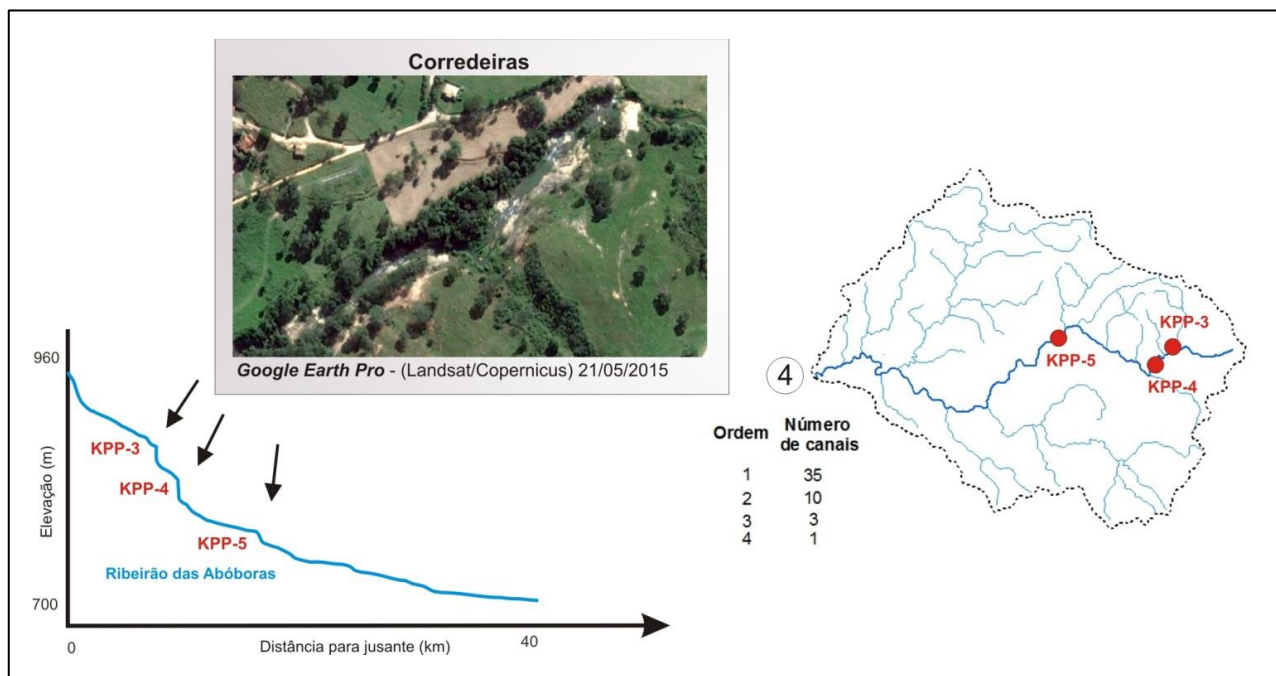 Corredeiras
Google Earth Pro - (Landsat/Copernicus) 21/05/2015
960
Elevação (m)
700
KPP-3
KPP-4
KPP-5
Ribeirão das Abóboras
0
Distância para jusante (km)
40
4
KPP-3
KPP-5
KPP-4
Ordem Número de canais
1 35
2 10
3 3
4 1